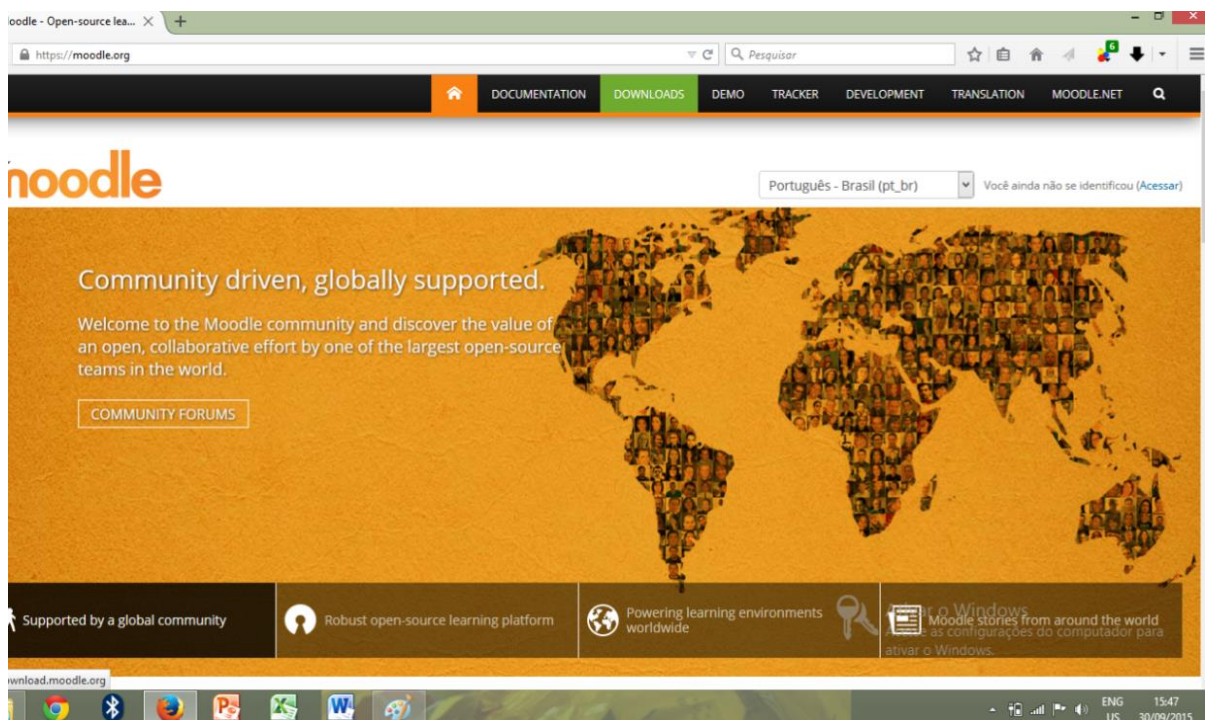 oodle - Open-source lea...
https://moodle.org
Pesquisar
6
DOCUMENTATION DOWNLOADS DEMO TRACKER DEVELOPMENT TRANSLATION MOODLE.NET
moodle
Português - Brasil (pt_br)
Você ainda não se identificou (Acessar)
Community driven, globally supported.
Welcome to the Moodle community and discover the value of
an open, collaborative effort by one of the largest open-source
teams in the world.
COMMUNITY FORUMS
Supported by a global community
Robust open-source learning platform
Powering learning environments
worldwide
Moodle stories from around the world
Ativar o Windows
as configurações do computador para
ativar o Windows.
ownload.moodle.org
ENG
US
15:47
30/09/2015